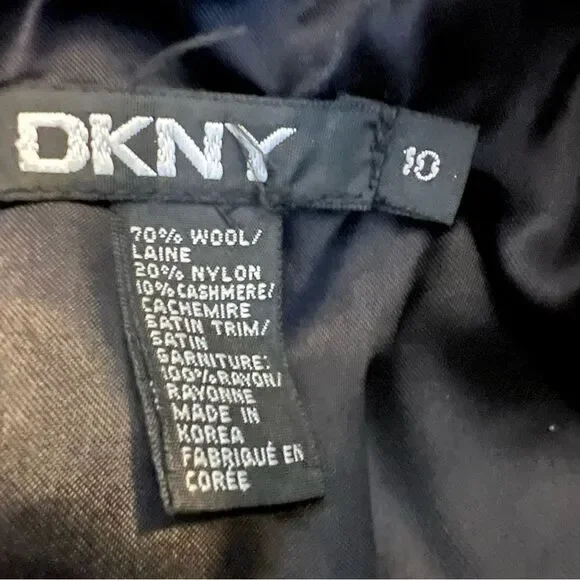 DKNY
10
70% WOOL/
LAINE
20% NYLON
10% CASHMERE/
CACHEMIRE
SATIN TRIM/
SATIN
GARNITURE:
100% RAYON/
RAYONNE
MADE IN
KOREA
FABRIQUÉ EN
CORÉE